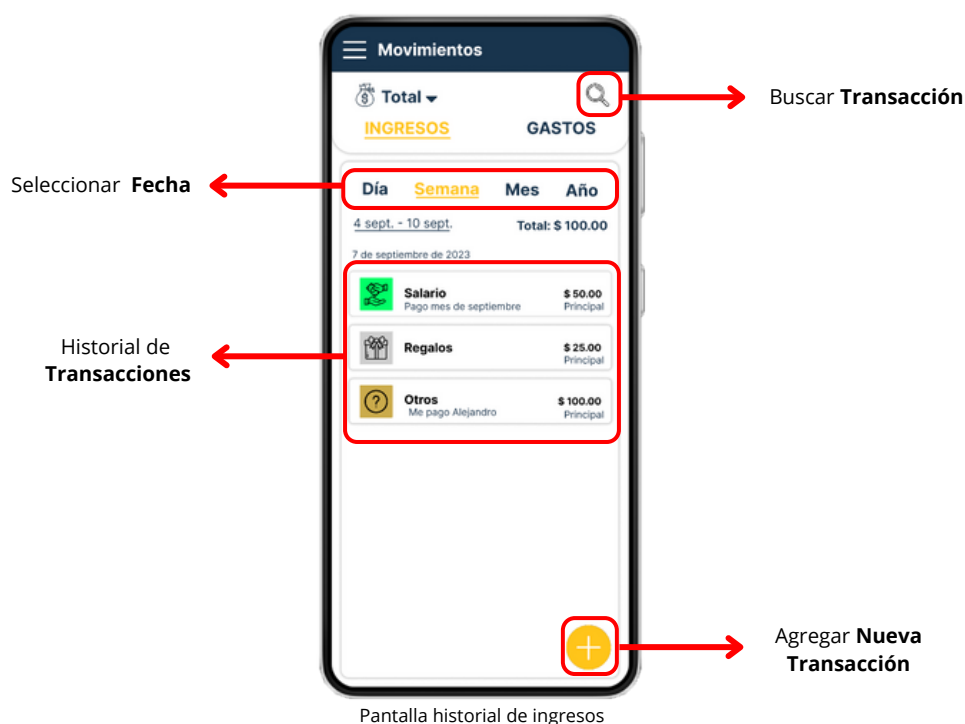 Movimientos
Total
Buscar Transacción
INGRESOS GASTOS
Seleccionar Fecha
Día Semana Mes Año
4 sept. - 10 sept. Total: $ 100.00
7 de septiembre de 2023
Salario $ 50.00
Pago mes de septiembre Principal
Historial de
Transacciones
Regalos $ 25.00
Principal
Otros $ 100.00
Me pago Alejandro Principal
Agregar Nueva
Transacción
Pantalla historial de ingresos